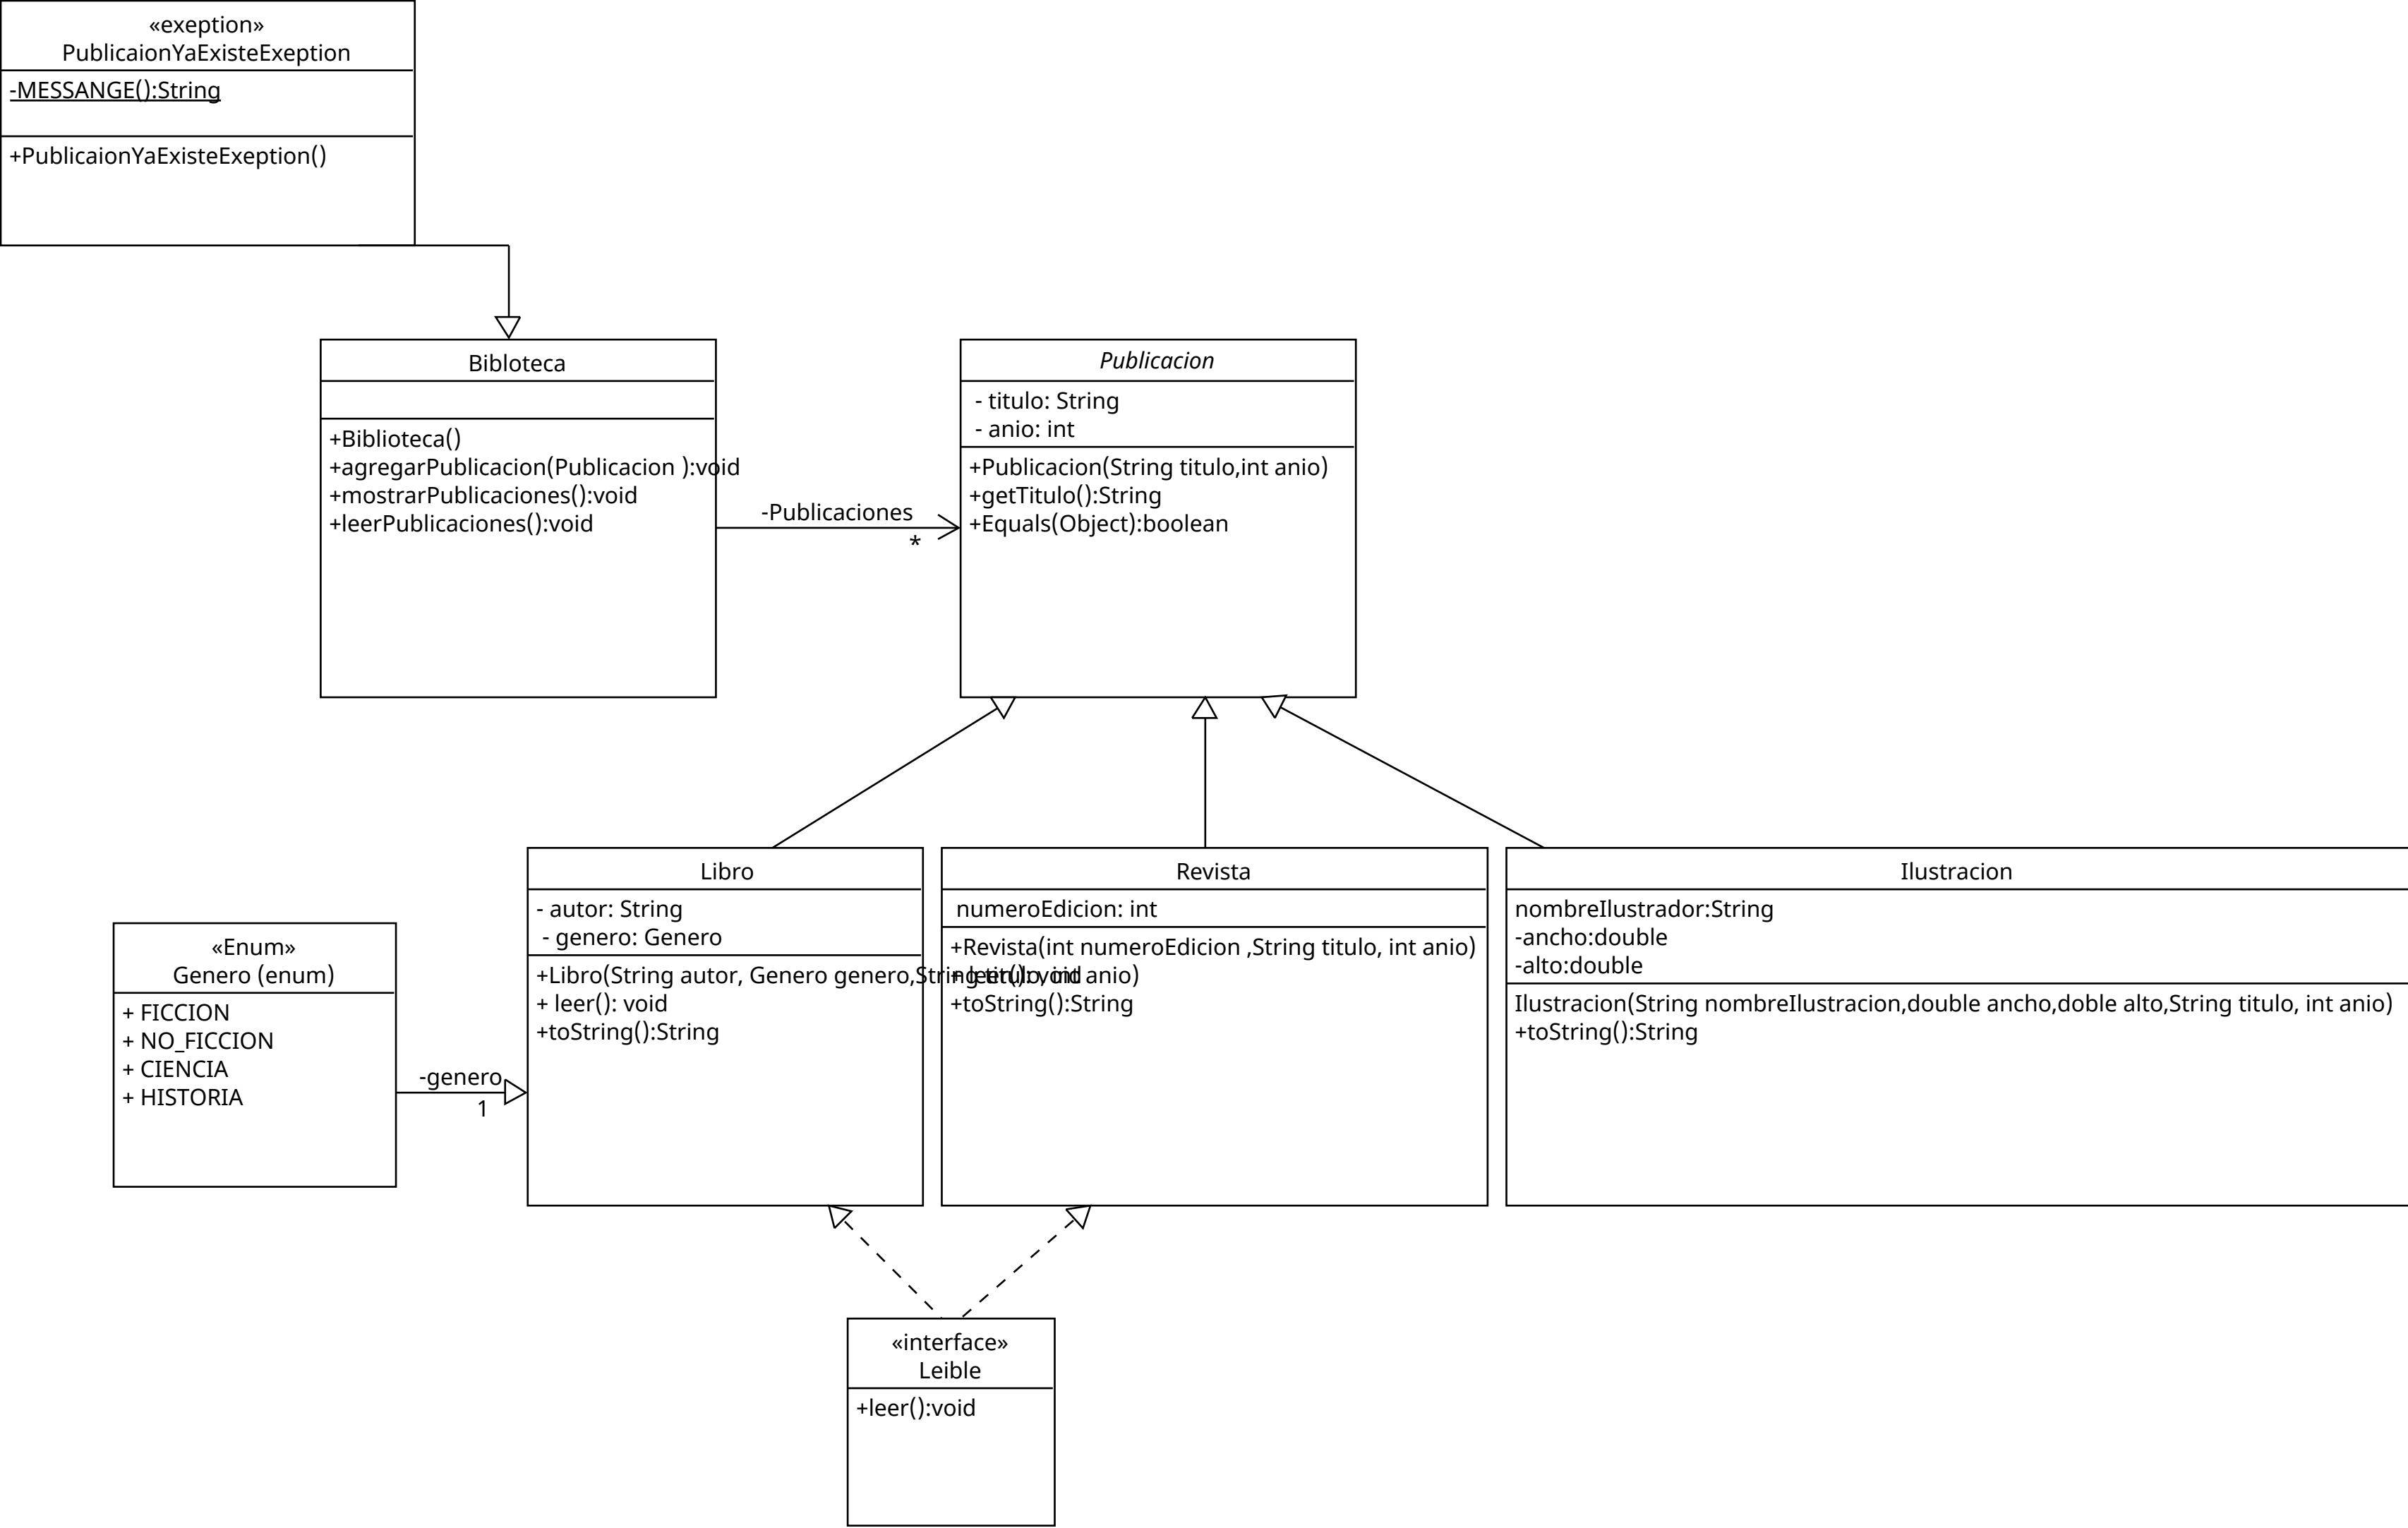 «exeption»
PublicaionYaExisteExeption
-MESSANGE():String
+PublicaionYaExisteExeption()
Bibloteca
+Biblioteca()
+agregarPublicacion(Publicacion ):void
+mostrarPublicaciones():void
+leerPublicaciones():void
-Publicaciones
*
Publicacion
- titulo: String
- anio: int
+Publicacion(String titulo,int anio)
+getTitulo():String
+Equals(Object):boolean
Libro
- autor: String
- genero: Genero
+Libro(String autor, Genero genero,String titulo, int anio)
+ leer(): void
+toString():String
Revista
numeroEdicion: int
+Revista(int numeroEdicion ,String titulo, int anio)
+ leer(): void
+toString():String
Ilustracion
nombreIlustrador:String
-ancho:double
-alto:double
Ilustracion(String nombreIlustracion,double ancho,doble alto,String titulo, int anio)
+toString():String
«Enum»
Genero (enum)
+ FICCION
+ NO_FICCION
+ CIENCIA
+ HISTORIA
-genero
1
«interface»
Leible
+leer():void